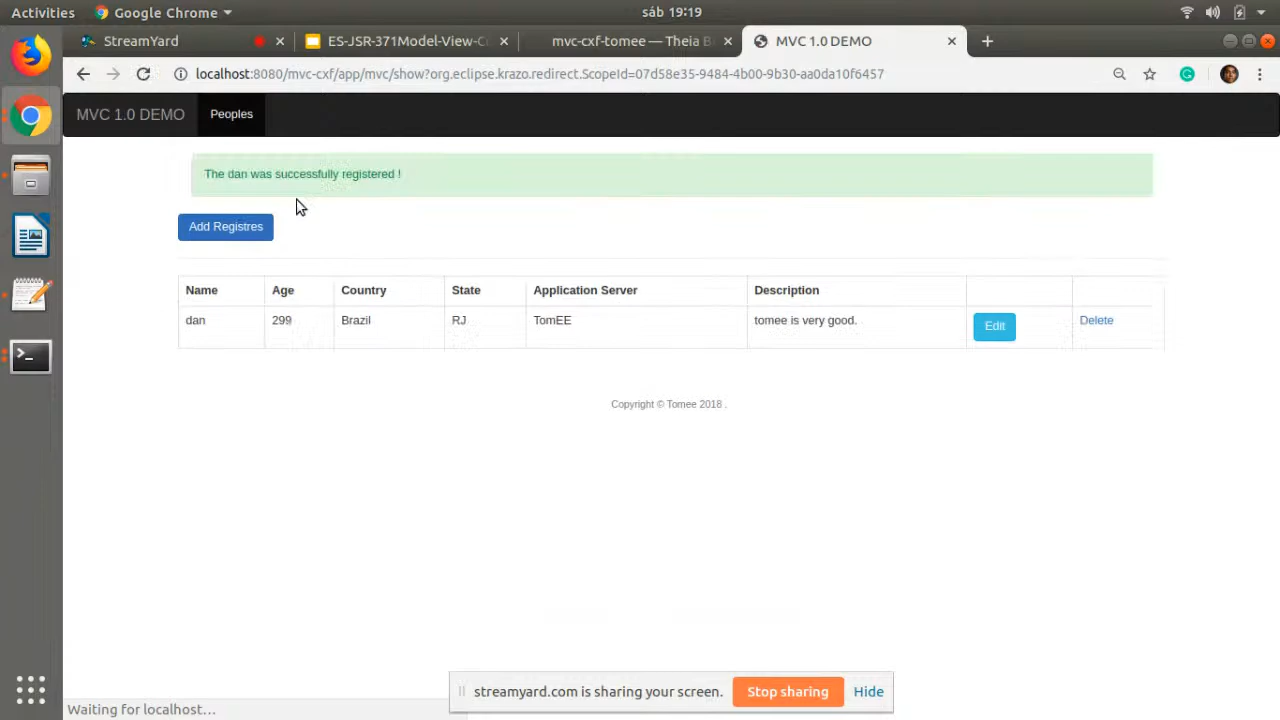 Activities Google Chrome sáb 19:19
StreamYard ES-JSR-371Model-View-C mvc-cxf-tomee — Theia B MVC 1.0 DEMO
localhost:8080/mvc-cxf/app/mvc/show?org.eclipse.krazo.redirect.ScopeId=07d58e35-9484-4b00-9b30-aa0da10f6457
MVC 1.0 DEMO Peoples
The dan was successfully registered !
Add Registres
Name Age Country State Application Server Description
dan 299 Brazil RJ TomEE tomee is very good. Edit Delete
Copyright © Tomee 2018 .
streamyard.com is sharing your screen. Stop sharing Hide
Waiting for localhost...